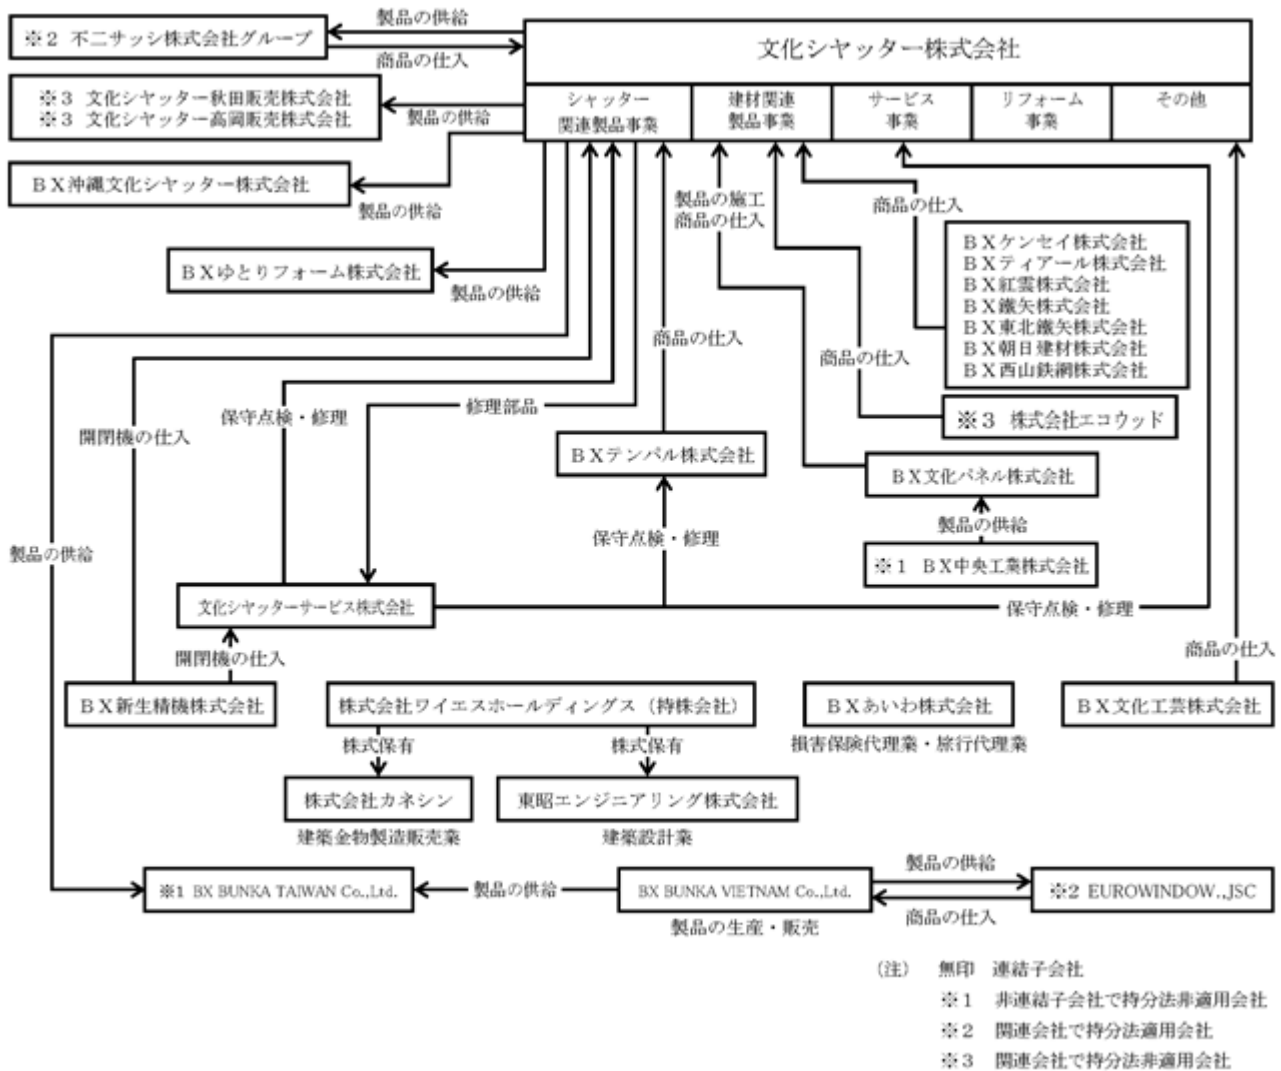 製品の供給
※２ 不二サッシ株式会社グループ
商品の仕入
文化シヤッター株式会社
シャッター
関連製品事業
建材関連
製品事業
サービス
事業
リフォーム
事業
その他
※３ 文化シヤッター秋田販売株式会社
※３ 文化シヤッター高岡販売株式会社
製品の供給
ＢＸ沖縄文化シヤッター株式会社
製品の供給
製品の施工
商品の仕入
商品の仕入
ＢＸゆとりフォーム株式会社
製品の供給
ＢＸケンセイ株式会社
ＢＸティアール株式会社
ＢＸ紅雲株式会社
ＢＸ鐵矢株式会社
ＢＸ東北鐵矢株式会社
ＢＸ朝日建材株式会社
ＢＸ西山鉄網株式会社
商品の仕入
商品の仕入
保守点検・修理
修理部品
開閉機の仕入
※３ 株式会社エコウッド
ＢＸテンパル株式会社
ＢＸ文化パネル株式会社
製品の供給
保守点検・修理
製品の供給
※１ ＢＸ中央工業株式会社
文化シヤッターサービス株式会社
保守点検・修理
開閉機の仕入
商品の仕入
ＢＸ新生精機株式会社
株式会社ワイエスホールディングス（持株会社）
ＢＸあいわ株式会社
ＢＸ文化工芸株式会社
株式保有
株式保有
損害保険代理業・旅行代理業
株式会社カネシン
東昭エンジニアリング株式会社
建築金物製造販売業
建築設計業
※1 BX BUNKA TAIWAN Co.,Ltd.
製品の供給
BX BUNKA VIETNAM Co.,Ltd.
製品の供給
※2 EUROWINDOW.,JSC
商品の仕入
製品の生産・販売
（注） 無印 連結子会社
※１ 非連結子会社で持分法非適用会社
※２ 関連会社で持分法適用会社
※３ 関連会社で持分法非適用会社